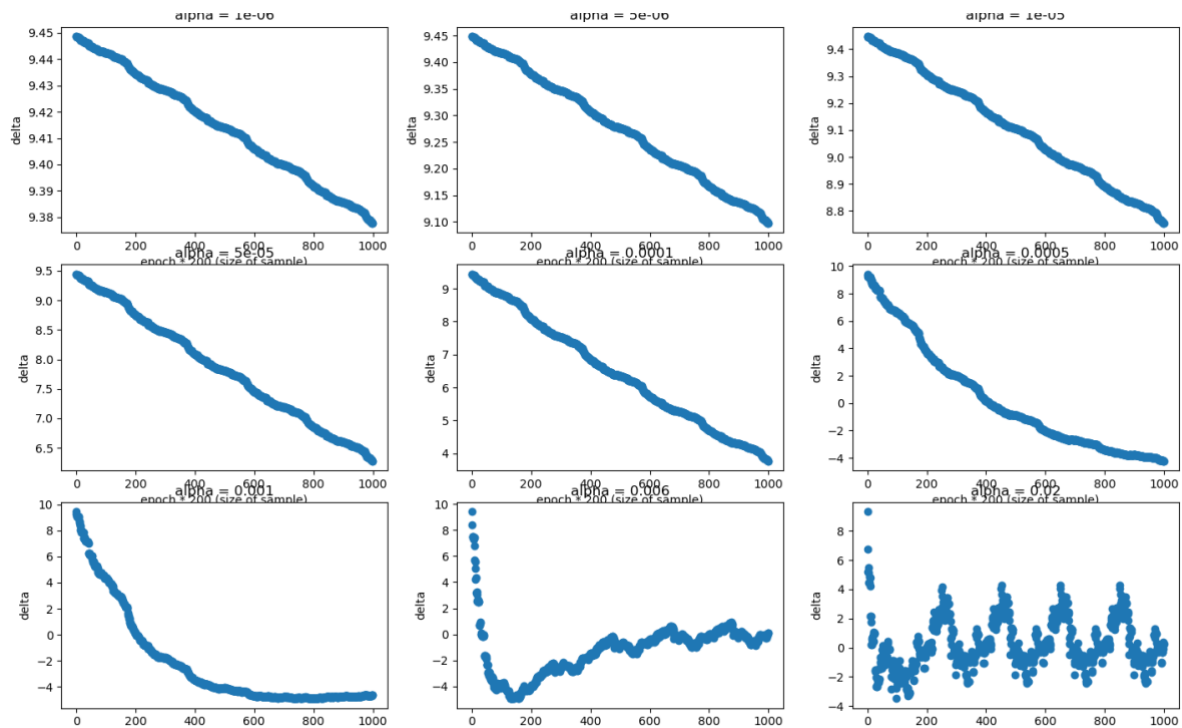 alpha = 1e-06
9.45
9.44
9.43
9.42
9.41
9.40
9.39
9.38
delta
0 200 400 600 800 1000
epoch * 200 (size of sample)
alpha = 5e-06
9.45
9.40
9.35
9.30
9.25
9.20
9.15
9.10
delta
0 200 400 600 800 1000
epoch * 200 (size of sample)
alpha = 1e-05
9.4
9.3
9.2
9.1
9.0
8.9
8.8
delta
0 200 400 600 800 1000
epoch * 200 (size of sample)
alpha = 5e-05
9.5
9.0
8.5
8.0
7.5
7.0
6.5
delta
0 200 400 600 800 1000
epoch * 200 (size of sample)
alpha = 0.0001
9
8
7
6
5
4
delta
0 200 400 600 800 1000
epoch * 200 (size of sample)
alpha = 0.0005
10
8
6
4
2
0
−2
−4
delta
0 200 400 600 800 1000
epoch * 200 (size of sample)
alpha = 0.001
10
8
6
4
2
0
−2
−4
delta
0 200 400 600 800 1000
alpha = 0.006
10
8
6
4
2
0
−2
−4
delta
0 200 400 600 800 1000
alpha = 0.02
8
6
4
2
0
−2
−4
delta
0 200 400 600 800 1000